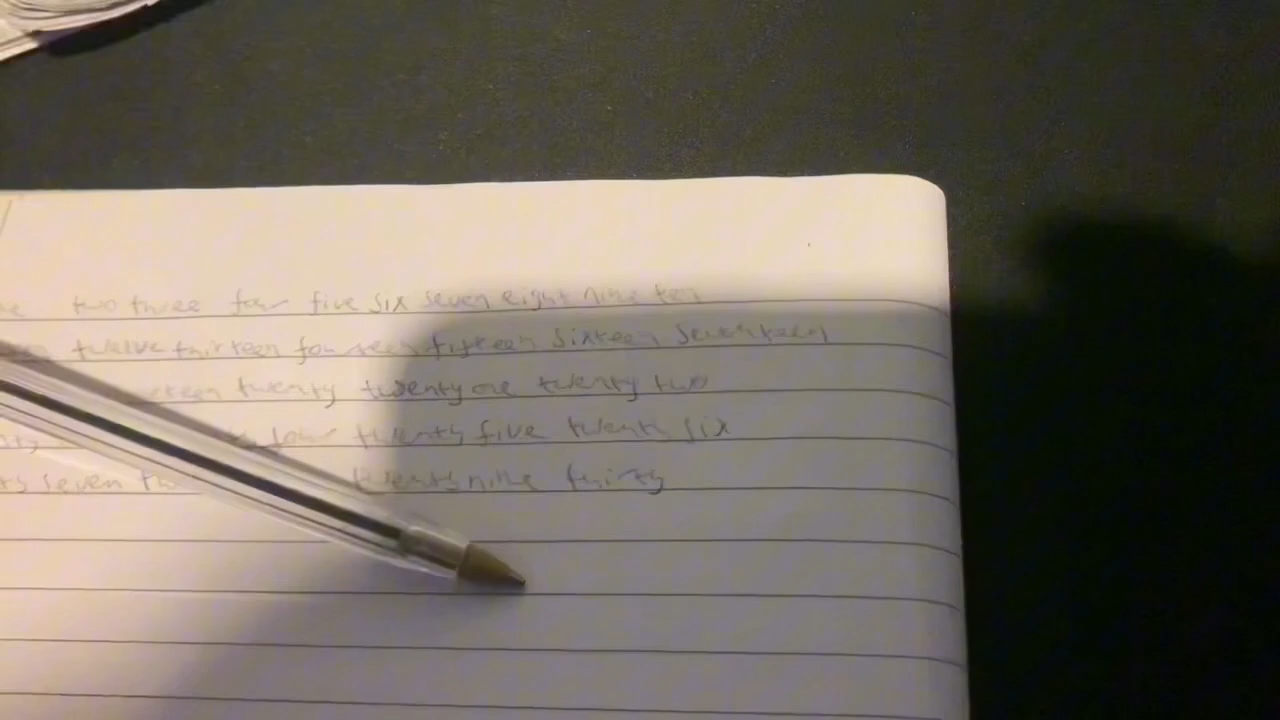 two three four five six seven eight nine ten
twelve thirteen fourteen fifteen sixteen seventeen
twenty twenty one twenty two
four twenty five twenty six
seven twenty nine thirty